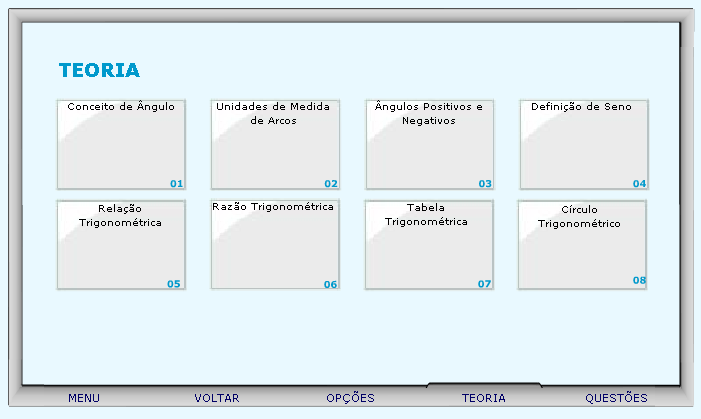 TEORIA
Conceito de Ângulo
01
Unidades de Medida
de Arcos
02
Ângulos Positivos e
Negativos
03
Definição de Seno
04
Relação
Trigonométrica
05
Razão Trigonométrica
06
Tabela
Trigonométrica
07
Círculo
Trigonométrico
08
MENU VOLTAR OPÇÕES TEORIA QUESTÕES